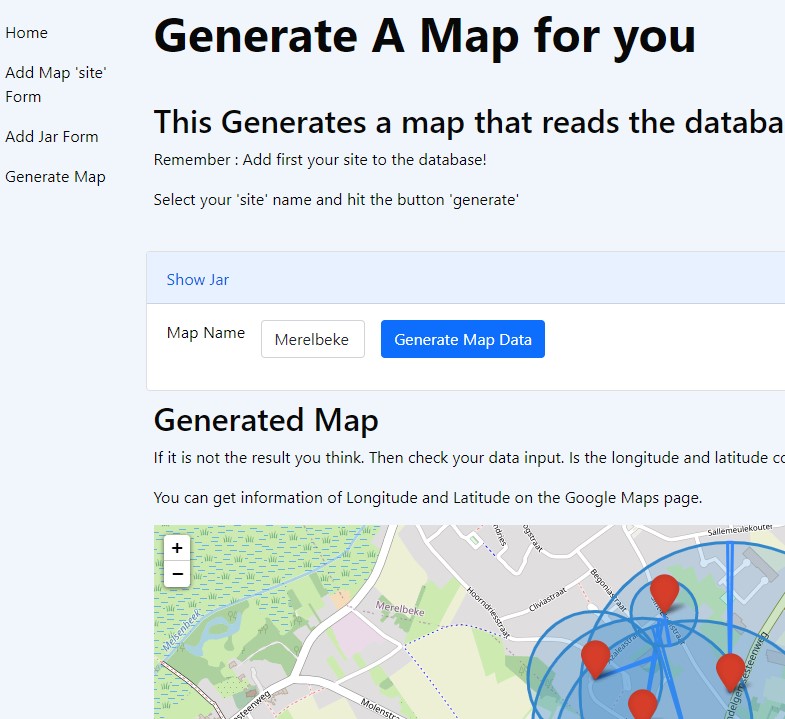 Home
Add Map 'site'
Form
Add Jar Form
Generate Map
Generate A Map for you
This Generates a map that reads the databa
Remember : Add first your site to the database!
Select your 'site' name and hit the button 'generate'
Show Jar
Map Name
Merelbeke
Generate Map Data
Generated Map
If it is not the result you think. Then check your data input. Is the longitude and latitude co
You can get information of Longitude and Latitude on the Google Maps page.
+
−
Sallemeulekouter
Begoniastraat
Hoorndriesstraat
Cliviastraat
Merelbeke
Meisenbeek
Molenstraat